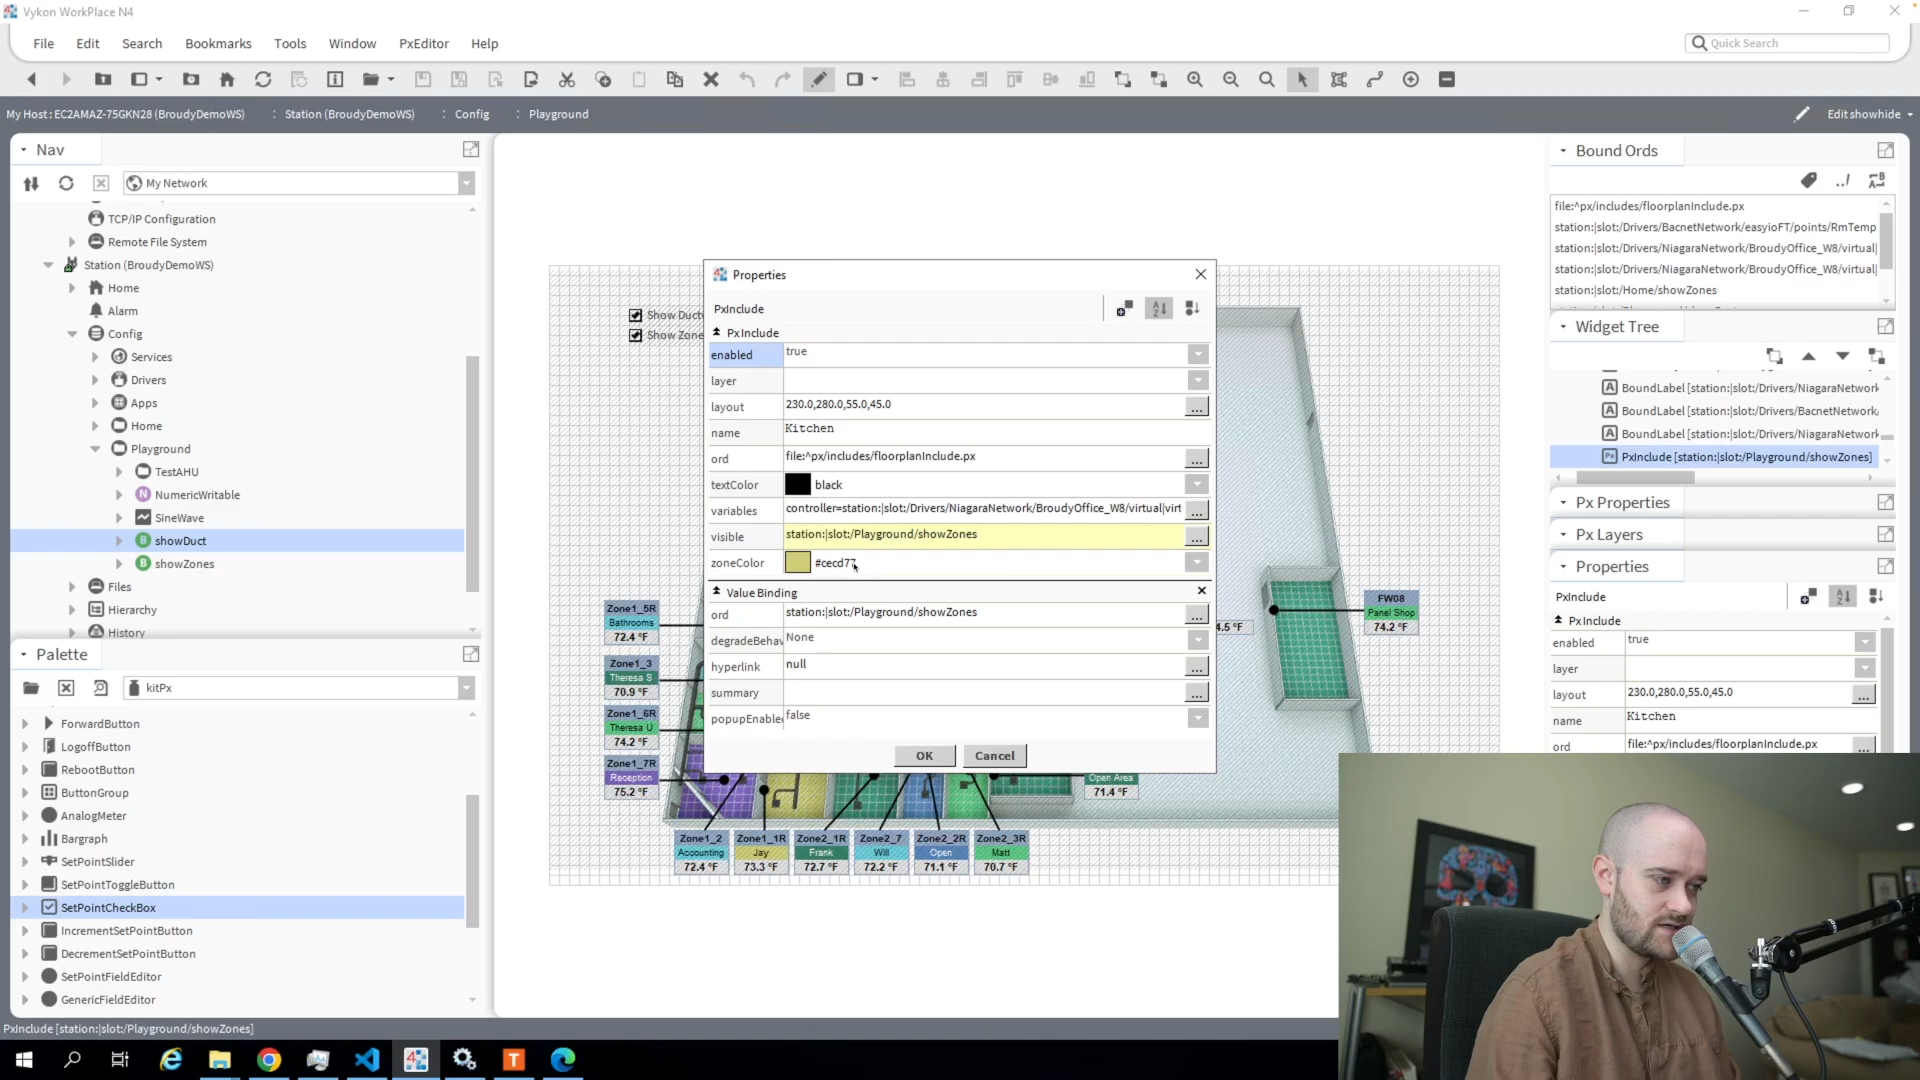 Vykon WorkPlace N4
File Edit Search Bookmarks Tools Window PxEditor Help
Quick Search
My Host : EC2AMAZ-75GKN28 (BroudyDemoWS) : Station (BroudyDemoWS) : Config : Playground
Edit showhide
Nav
My Network
TCP/IP Configuration
Remote File System
Station (BroudyDemoWS)
Home
Alarm
Config
Services
Drivers
Apps
Home
Playground
TestAHU
NumericWritable
SineWave
showDuct
showZones
Files
Hierarchy
History
Palette
kitPx
ForwardButton
LogoffButton
RebootButton
ButtonGroup
AnalogMeter
Bargraph
SetPointSlider
SetPointToggleButton
SetPointCheckBox
IncrementSetPointButton
DecrementSetPointButton
SetPointFieldEditor
GenericFieldEditor
PxInclude [station:|slot:/Playground/showZones]
Show Duct
Show Zone
Zone1_5R
Bathrooms
72.4 °F
Zone1_3
Theresa S
70.9 °F
Zone1_6R
Theresa U
74.2 °F
Zone1_7R
Reception
75.2 °F
Zone1_2
Accounting
72.4 °F
Zone1_1R
Jay
73.3 °F
Zone2_1R
Frank
72.7 °F
Zone2_7
Will
72.2 °F
Zone2_2R
Open
71.1 °F
Zone2_3R
Matt
70.7 °F
Open Area
71.4 °F
4.5 °F
FW08
Panel Shop
74.2 °F
Properties
PxInclude
PxInclude
enabled true
layer
layout 230.0,280.0,55.0,45.0 ...
name Kitchen
ord file:^px/includes/floorplanInclude.px ...
textColor black
variables controller=station:|slot:/Drivers/NiagaraNetwork/BroudyOffice_W8/virtual|virt ...
visible station:|slot:/Playground/showZones ...
zoneColor #cecd77
Value Binding
ord station:|slot:/Playground/showZones ...
degradeBehav None
hyperlink null ...
summary ...
popupEnable false
OK Cancel
Bound Ords
../
file:^px/includes/floorplanInclude.px
station:|slot:/Drivers/BacnetNetwork/easyioFT/points/RmTemp
station:|slot:/Drivers/NiagaraNetwork/BroudyOffice_W8/virtual|
station:|slot:/Drivers/NiagaraNetwork/BroudyOffice_W8/virtual|
station:|slot:/Home/showZones
Widget Tree
BoundLabel [station:|slot:/Drivers/NiagaraNetwork
BoundLabel [station:|slot:/Drivers/BacnetNetwork/
BoundLabel [station:|slot:/Drivers/NiagaraNetwork
PxInclude [station:|slot:/Playground/showZones]
Px Properties
Px Layers
Properties
PxInclude
PxInclude
enabled true
layer
layout 230.0,280.0,55.0,45.0 ...
name Kitchen
ord file:^px/includes/floorplanInclude.px ...